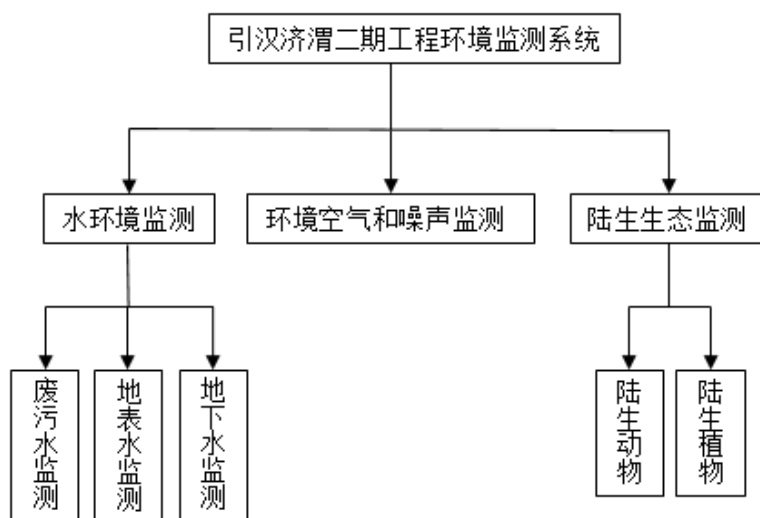 引汉济渭二期工程环境监测系统
水环境监测
环境空气和噪声监测
陆生生态监测
废污水监测
地表水监测
地下水监测
陆生动物
陆生植物